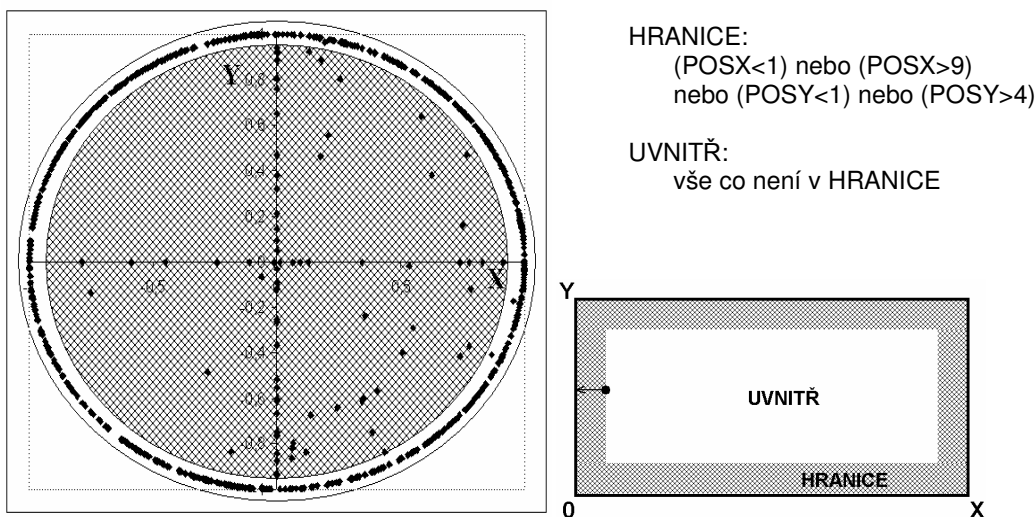 Y
0,8
0,6
0,4
0,2
0
X
-0,5
0,5
-0,2
-0,4
-0,6
-0,8
HRANICE:
(POSX<1) nebo (POSX>9)
nebo (POSY<1) nebo (POSY>4)
UVNITŘ:
vše co není v HRANICE
Y
UVNITŘ
HRANICE
0
X